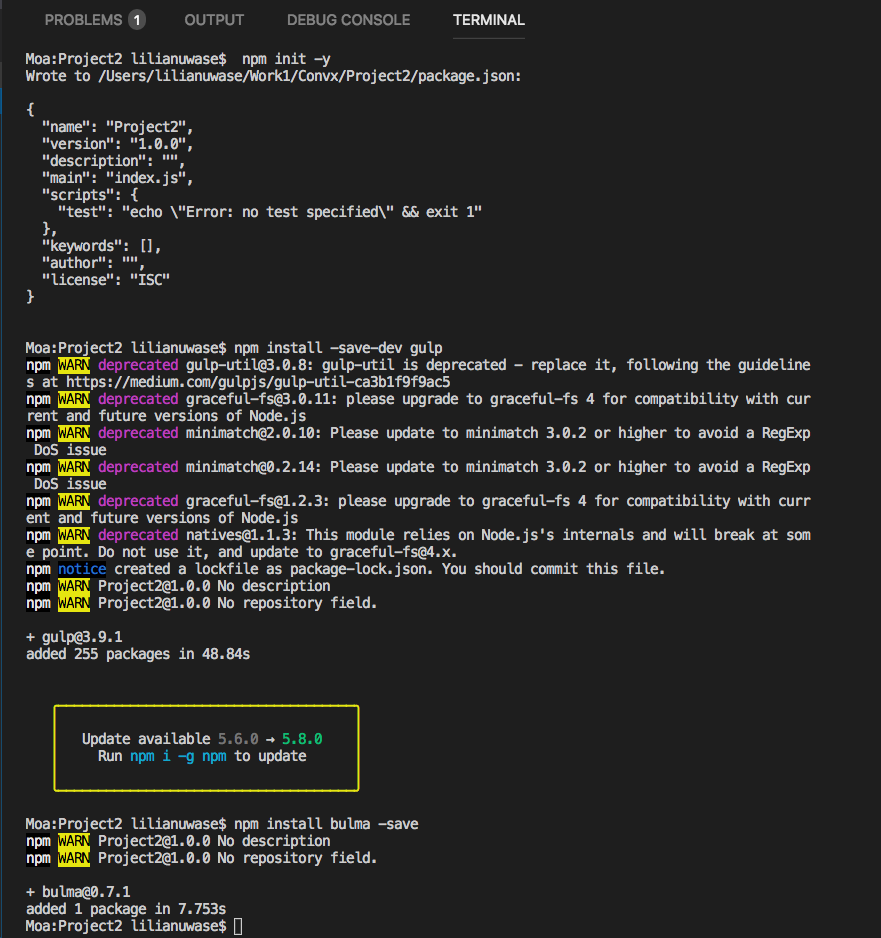 PROBLEMS 1 OUTPUT DEBUG CONSOLE TERMINAL
Moa:Project2 lilianuwase$  npm init -y
Wrote to /Users/lilianuwase/Work1/Convx/Project2/package.json:
{
  "name": "Project2",
  "version": "1.0.0",
  "description": "",
  "main": "index.js",
  "scripts": {
    "test": "echo \"Error: no test specified\" && exit 1"
  },
  "keywords": [],
  "author": "",
  "license": "ISC"
}
Moa:Project2 lilianuwase$ npm install -save-dev gulp
npm WARN deprecated gulp-util@3.0.8: gulp-util is deprecated - replace it, following the guideline
s at https://medium.com/gulpjs/gulp-util-ca3b1f9f9ac5
npm WARN deprecated graceful-fs@3.0.11: please upgrade to graceful-fs 4 for compatibility with cur
rent and future versions of Node.js
npm WARN deprecated minimatch@2.0.10: Please update to minimatch 3.0.2 or higher to avoid a RegExp
 DoS issue
npm WARN deprecated minimatch@0.2.14: Please update to minimatch 3.0.2 or higher to avoid a RegExp
 DoS issue
npm WARN deprecated graceful-fs@1.2.3: please upgrade to graceful-fs 4 for compatibility with curr
ent and future versions of Node.js
npm WARN deprecated natives@1.1.3: This module relies on Node.js's internals and will break at som
e point. Do not use it, and update to graceful-fs@4.x.
npm notice created a lockfile as package-lock.json. You should commit this file.
npm WARN Project2@1.0.0 No description
npm WARN Project2@1.0.0 No repository field.
+ gulp@3.9.1
added 255 packages in 48.84s
Update available 5.6.0 → 5.8.0
Run npm i -g npm to update
Moa:Project2 lilianuwase$ npm install bulma -save
npm WARN Project2@1.0.0 No description
npm WARN Project2@1.0.0 No repository field.
+ bulma@0.7.1
added 1 package in 7.753s
Moa:Project2 lilianuwase$